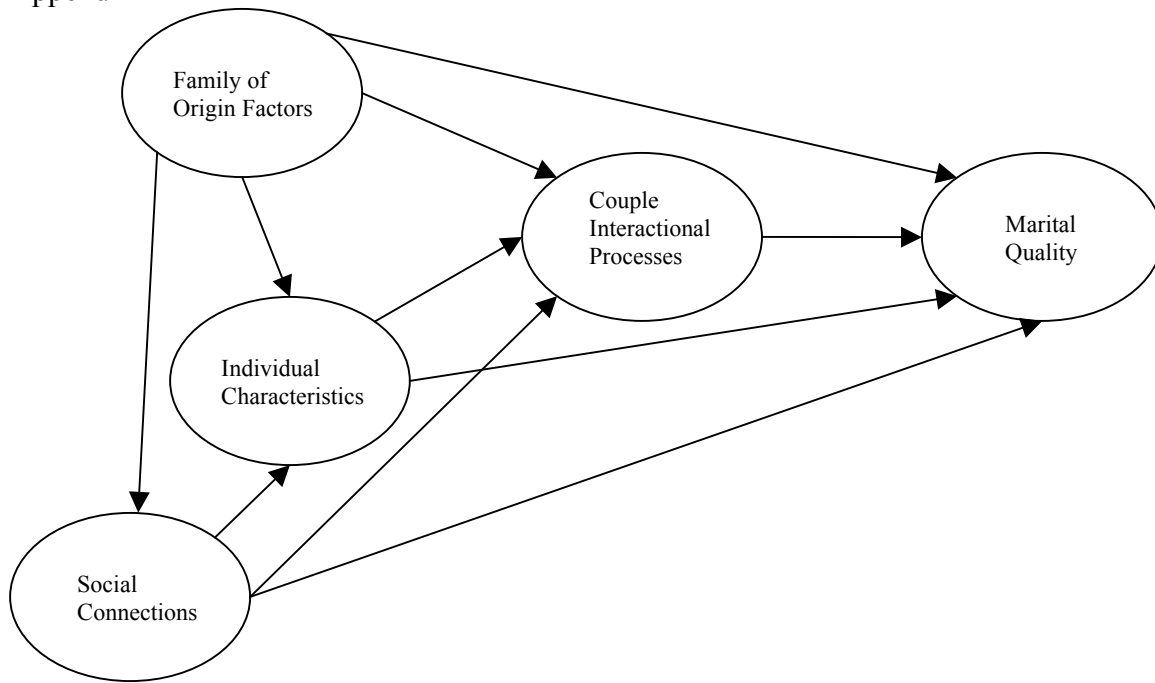 Family of
Origin Factors
Couple
Interactional
Processes
Marital
Quality
Individual
Characteristics
Social
Connections